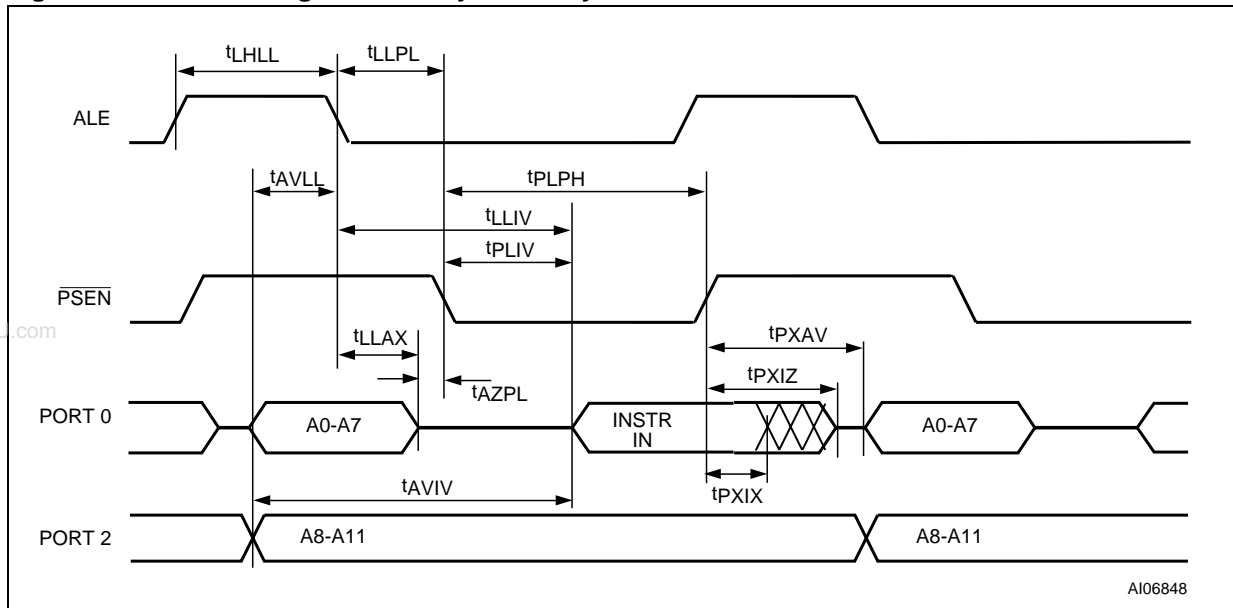 tLHLL
tLLPL
ALE
tAVLL
tPLPH
tLLIV
tPLIV
PSEN
.com
tLLAX
tPXAV
tAZPL
tPXIZ
PORT 0
A0-A7
INSTR
IN
A0-A7
tPXIX
tAVIV
PORT 2
A8-A11
A8-A11
AI06848